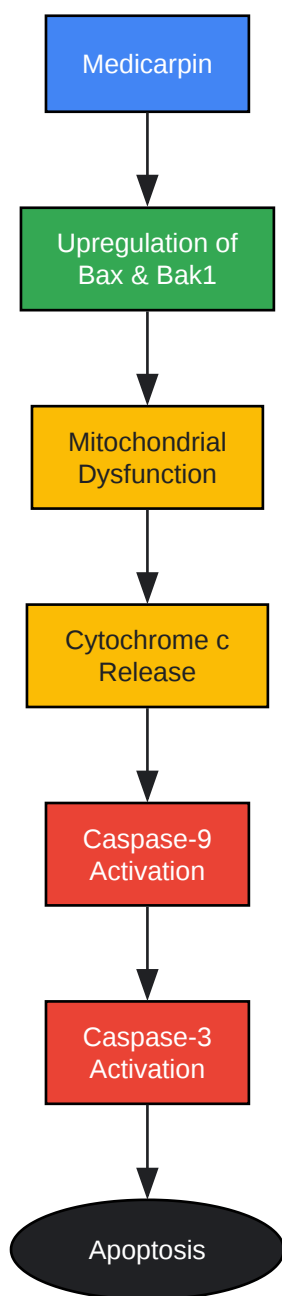 Medicarpin
Upregulation of
Bax & Bak1
Mitochondrial
Dysfunction
Cytochrome c
Release
Caspase-9
Activation
Caspase-3
Activation
Apoptosis